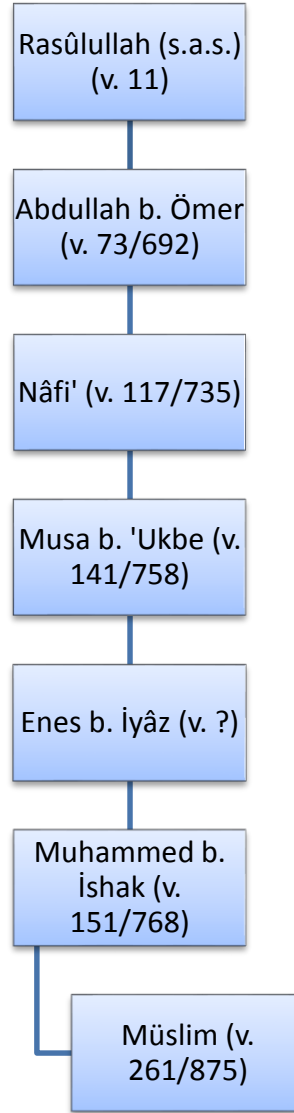 Rasûlullah (s.a.s.)
(v. 11)
Abdullah b. Ömer
(v. 73/692)
Nâfi' (v. 117/735)
Musa b. 'Ukbe (v.
141/758)
Enes b. İyâz (v. ?)
Muhammed b.
İshak (v.
151/768)
Müslim (v.
261/875)